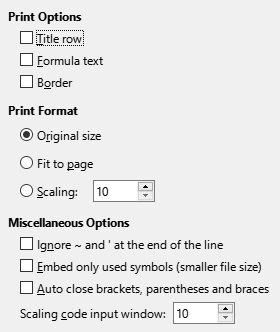 Print Options
Title row
Formula text
Border
Print Format
Original size
Fit to page
Scaling: 10
Miscellaneous Options
Ignore ~ and ' at the end of the line
Embed only used symbols (smaller file size)
Auto close brackets, parentheses and braces
Scaling code input window: 10